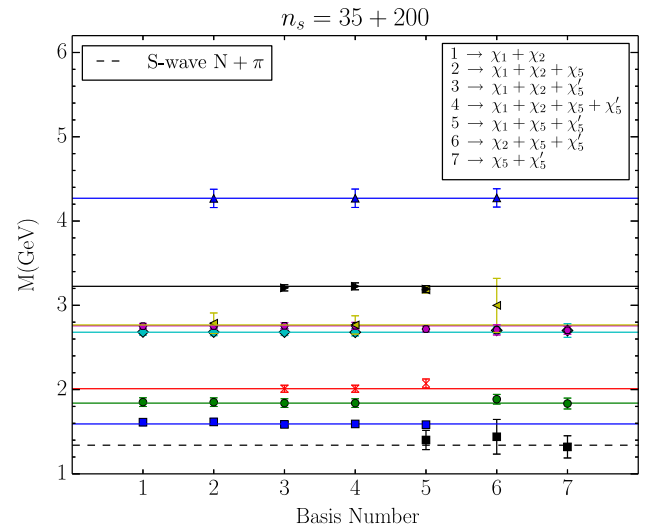 n_s = 35 + 200
6
5
4
3
2
1
M(GeV)
S-wave N + π
1 → χ₁ + χ₂
2 → χ₁ + χ₂ + χ₅
3 → χ₁ + χ₂ + χ′₅
4 → χ₁ + χ₂ + χ₅ + χ′₅
5 → χ₁ + χ₅ + χ′₅
6 → χ₂ + χ₅ + χ′₅
7 → χ₅ + χ′₅
1 2 3 4 5 6 7
Basis Number